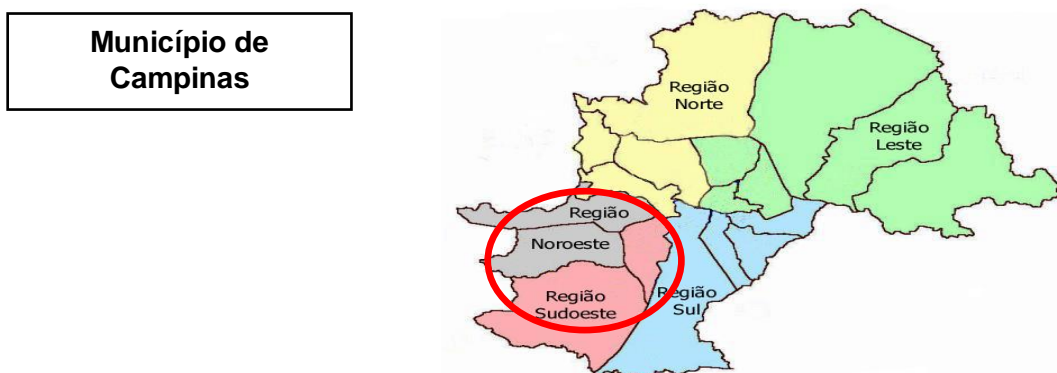 Município de
Campinas
Região
Norte
Região
Leste
Região
Noroeste
Região
Sudoeste
Região
Sul